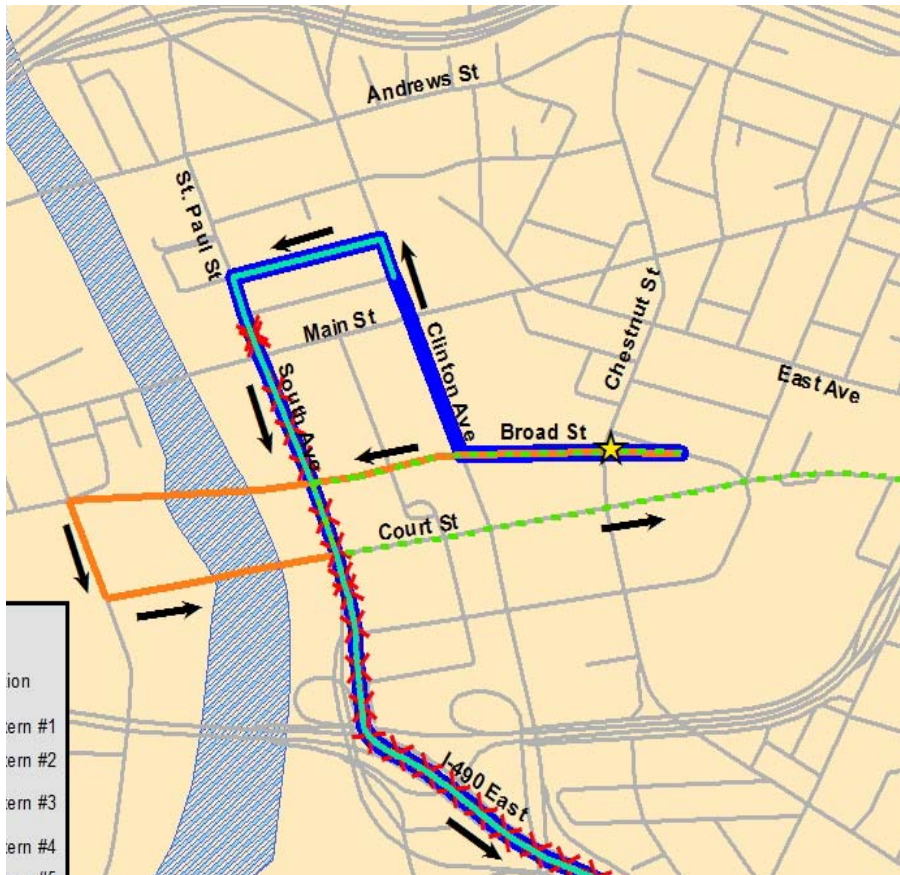 Andrews St
St. Paul St
Main St
Clinton Ave
Chestnut St
East Ave
South Ave
Broad St
Court St
I-490 East
tion
tern #1
tern #2
tern #3
tern #4